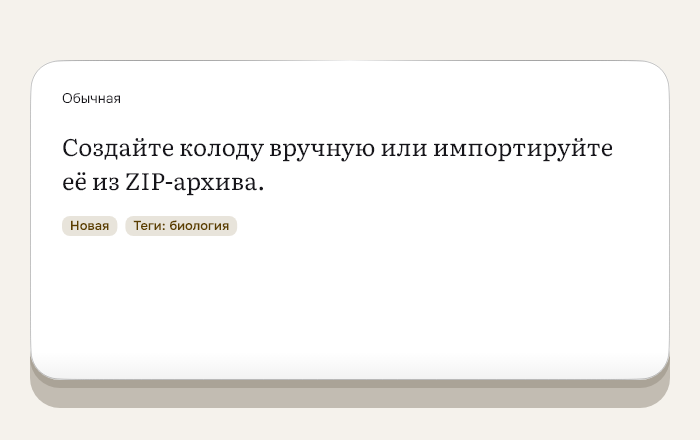 Обычная
Создайте колоду вручную или импортируйте
её из ZIP-архива.
Новая
Теги: биология